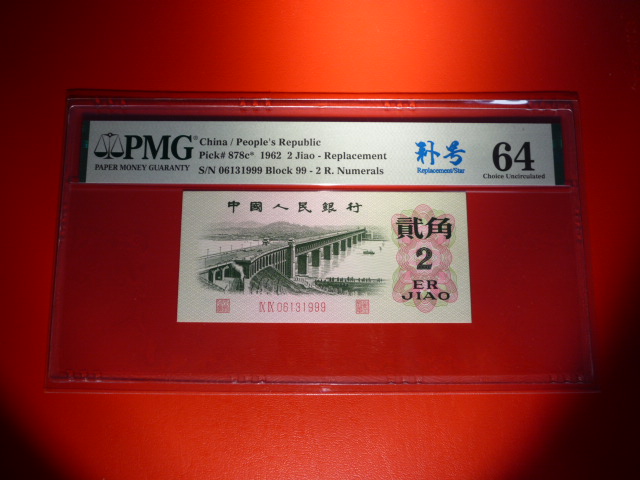 PMG
PAPER MONEY GUARANTY
China / People's Republic
Pick# 878c* 1962 2 Jiao - Replacement
S/N 06131999 Block 99 - 2 R. Numerals
补号
Replacement/Star
64
Choice Uncirculated
中國人民銀行
貳角
2
ER
JIAO
IX IX 06131999